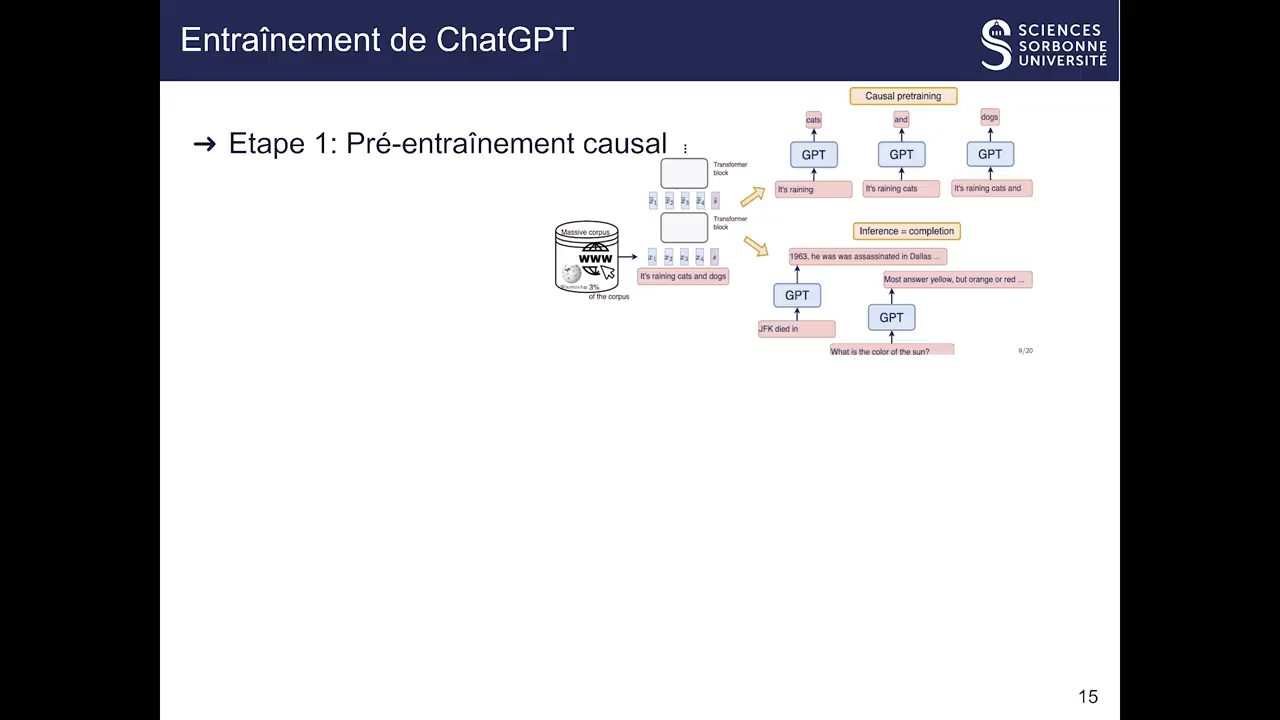 Entraînement de ChatGPT
SCIENCES
SORBONNE
UNIVERSITÉ
➔ Etape 1: Pré-entraînement causal
Causal pretraining
cats
and
dogs
GPT
GPT
GPT
It's raining
It's raining cats
It's raining cats and
Transformer
block
Transformer
block
Massive corpus
www
3%
of the corpus
It's raining cats and dogs
Inference = completion
1963, he was was assassinated in Dallas ...
Most answer yellow, but orange or red ...
GPT
GPT
JFK died in
What is the color of the sun?
9/20
15